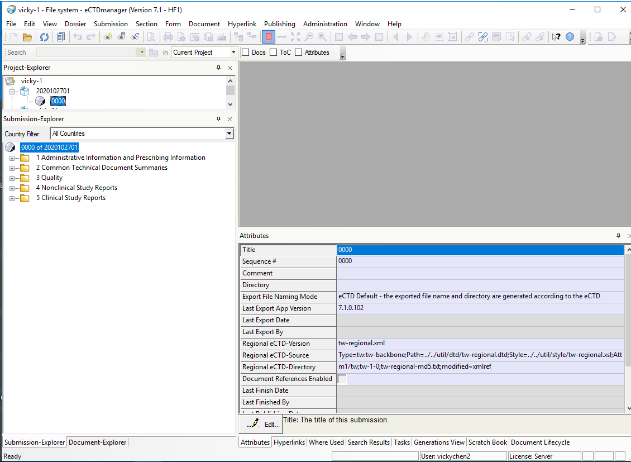 vicky-1 - File system - eCTDmanager (Version 7.1 - HF1)
File Edit View Dossier Submission Section Form Document Hyperlink Publishing Administration Window Help
Search in Current Project Docs ToC Attributes
Project-Explorer
vicky-1
2020102701
0000
Submission-Explorer
Country Filter: All Countries
0000 of 2020102701
1 Administrative Information and Prescribing Information
2 Common Technical Document Summaries
3 Quality
4 Nonclinical Study Reports
5 Clinical Study Reports
Attributes
Title 0000
Sequence # 0000
Comment
Directory
Export File Naming Mode eCTD Default - the exported file name and directory are generated according to the eCTD
Last Export App Version 7.1.0.102
Last Export Date
Last Export By
Regional eCTD-Version tw-regional.xml
Regional eCTD-Source Type=tw;tw-backbone;Path=../../util/dtd/tw-regional.dtd;Style=../../util/style/tw-regional.xsl;Att
Regional eCTD-Directory m1/tw;tw-1-0;tw-regional-md5.txt;modified=xmlref
Document References Enabled
Last Finish Date
Last Finished By
... Edit... Title: The title of this submission.
Submission-Explorer Document-Explorer
Attributes Hyperlinks Where Used Search Results Tasks Generations View Scratch Book Document Lifecycle
Ready User: vickychen2 License: Server